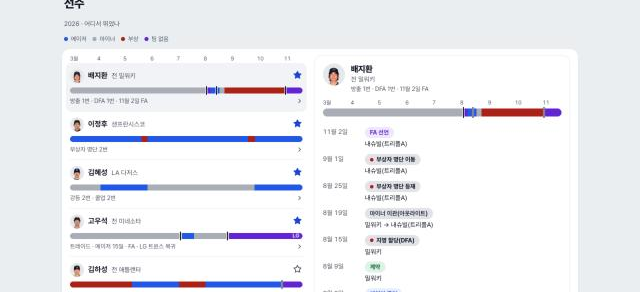 선수
2026 · 어디서 뛰었나
메이저 마이너 부상 팀 없음
3월 4 5 6 7 8 9 10 11
배지환 전 밀워키
방출 1번 · DFA 1번 · 11월 2일 FA
이정후 샌프란시스코
부상자 명단 2번
김혜성 LA 다저스
강등 2번 · 콜업 2번
고우석 전 미네소타
LG
트레이드 · 메이저 15일 · FA · LG 트윈스 복귀
김하성 전 애틀랜타
배지환
전 밀워키
방출 1번 · DFA 1번 · 11월 2일 FA
3월 4 5 6 7 8 9 10 11
11월 2일 FA 선언
내슈빌(트리플A)
9월 1일 부상자 명단 이동
내슈빌(트리플A)
8월 25일 부상자 명단 등재
내슈빌(트리플A)
8월 19일 마이너 이관(아웃라이트)
밀워키 → 내슈빌(트리플A)
8월 15일 지명 할당(DFA)
밀워키
8월 9일 계약
밀워키